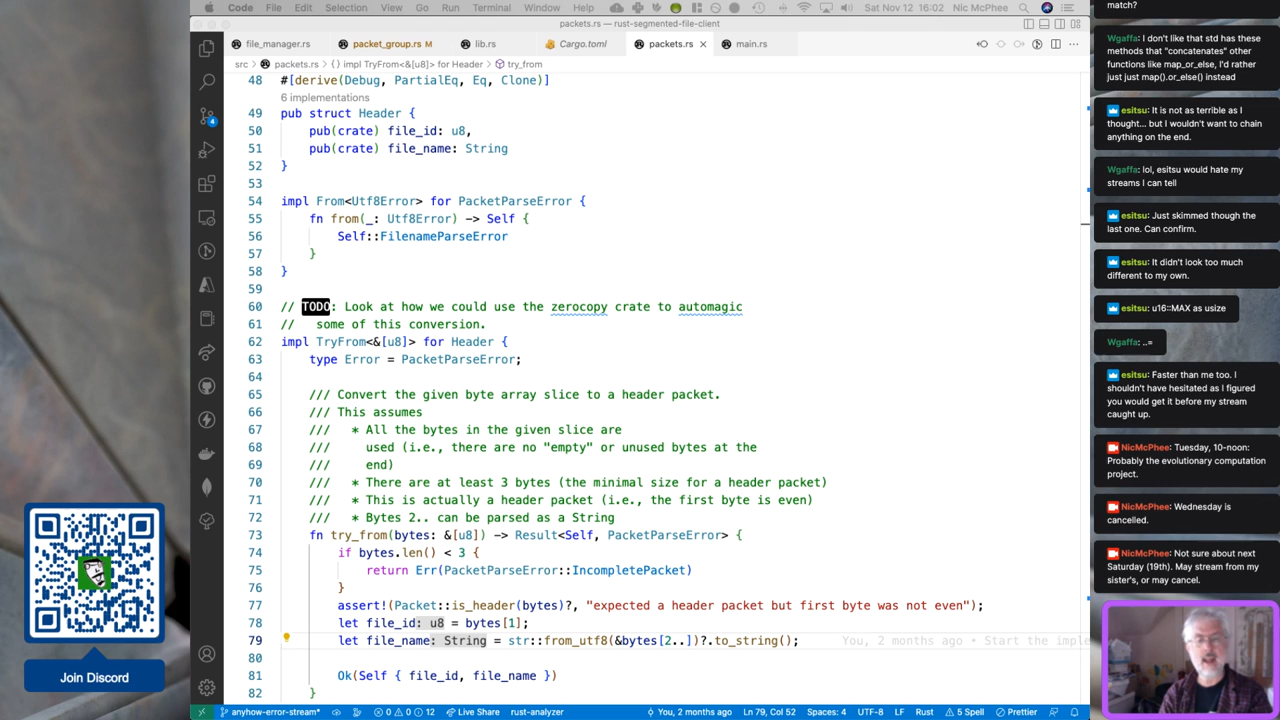 Code File Edit Selection View Go Run Terminal Window Help Sat Nov 12 16:02 Nic McPhee
packets.rs — rust-segmented-file-client
file_manager.rs packet_group.rs M lib.rs Cargo.toml packets.rs main.rs
src > packets.rs > {} impl TryFrom<&[u8]> for Header > try_from
48 #[derive(Debug, PartialEq, Eq, Clone)]
6 implementations
49 pub struct Header {
50 pub(crate) file_id: u8,
51 pub(crate) file_name: String
52 }
53
54 impl From<Utf8Error> for PacketParseError {
55 fn from(_: Utf8Error) -> Self {
56 Self::FilenameParseError
57 }
58 }
59
60 // TODO: Look at how we could use the zerocopy crate to automagic
61 // some of this conversion.
62 impl TryFrom<&[u8]> for Header {
63 type Error = PacketParseError;
64
65 /// Convert the given byte array slice to a header packet.
66 /// This assumes
67 /// * All the bytes in the given slice are
68 /// used (i.e., there are no "empty" or unused bytes at the
69 /// end)
70 /// * There are at least 3 bytes (the minimal size for a header packet)
71 /// * This is actually a header packet (i.e., the first byte is even)
72 /// * Bytes 2.. can be parsed as a String
73 fn try_from(bytes: &[u8]) -> Result<Self, PacketParseError> {
74 if bytes.len() < 3 {
75 return Err(PacketParseError::IncompletePacket)
76 }
77 assert!(Packet::is_header(bytes)?, "expected a header packet but first byte was not even");
78 let file_id: u8 = bytes[1];
79 let file_name: String = str::from_utf8(&bytes[2..])?.to_string(); You, 2 months ago • Start the imple
80
81 Ok(Self { file_id, file_name })
82 }
4
anyhow-error-stream* 0 0 12 Live Share rust-analyzer You, 2 months ago Ln 79, Col 52 Spaces: 4 UTF-8 LF Rust 5 Spell Prettier
Join Discord
match?
Wgaffa: I don't like that std has these
methods that "concatenates" other
functions like map_or_else, I'd rather
just just map().or_else() instead
esitsu: It is not as terrible as I
thought... but I wouldn't want to chain
anything on the end.
Wgaffa: lol, esitsu would hate my
streams I can tell
esitsu: Just skimmed though the
last one. Can confirm.
esitsu: It didn't look too much
different to my own.
esitsu: u16::MAX as usize
Wgaffa: ..=
esitsu: Faster than me too. I
shouldn't have hesitated as I figured
you would get it before my stream
caught up.
NicMcPhee: Tuesday, 10-noon:
Probably the evolutionary computation
project.
NicMcPhee: Wednesday is
cancelled.
NicMcPhee: Not sure about next
Saturday (19th). May stream from my
sister's, or may cancel.